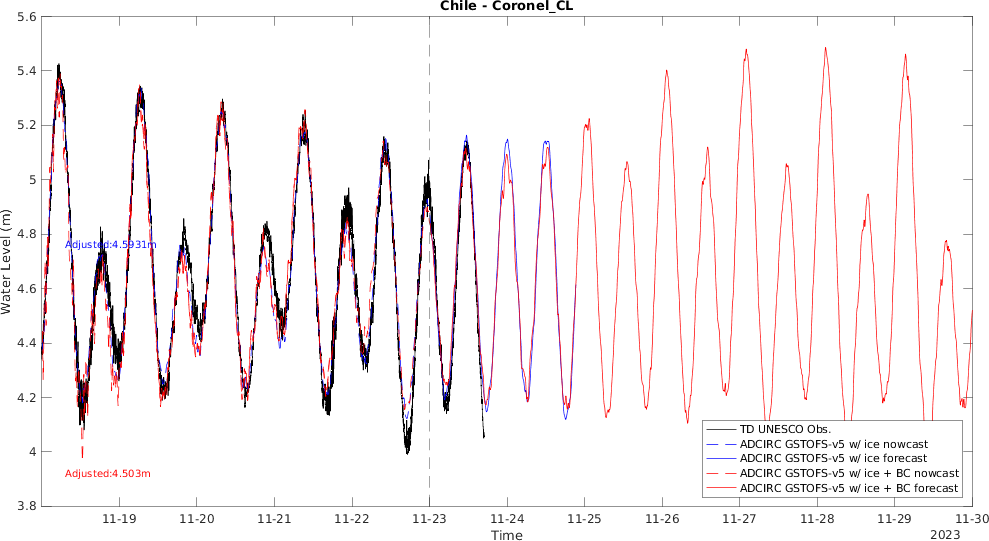 Chile - Coronel_CL
5.6
5.4
5.2
5
4.8
4.6
4.4
4.2
4
3.8
Water Level (m)
Adjusted:4.5931m
Adjusted:4.503m
TD UNESCO Obs.
ADCIRC GSTOFS-v5 w/ ice nowcast
ADCIRC GSTOFS-v5 w/ ice forecast
ADCIRC GSTOFS-v5 w/ ice + BC nowcast
ADCIRC GSTOFS-v5 w/ ice + BC forecast
11-19 11-20 11-21 11-22 11-23 11-24 11-25 11-26 11-27 11-28 11-29 11-30
Time
2023